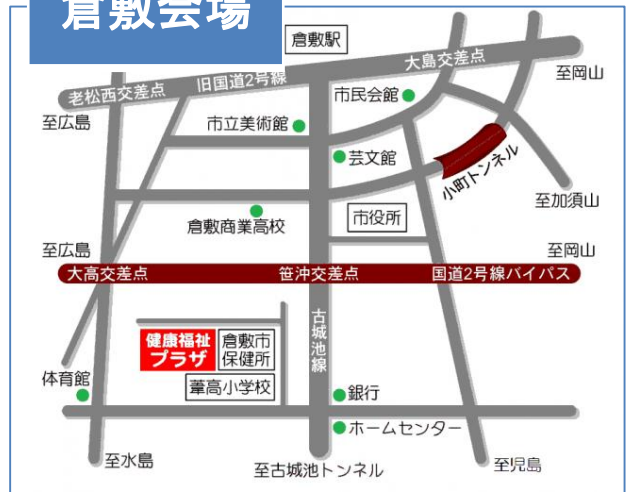 倉敷会場
倉敷駅
大島交差点
至岡山
旧国道2号線
老松西交差点
市民会館
至広島
市立美術館
芸文館
小町トンネル
至加須山
市役所
倉敷商業高校
至広島
至岡山
大高交差点
笹沖交差点
国道2号線バイパス
古城池線
健康福祉
プラザ
倉敷市
保健所
体育館
葦高小学校
銀行
ホームセンター
至水島
至古城池トンネル
至児島